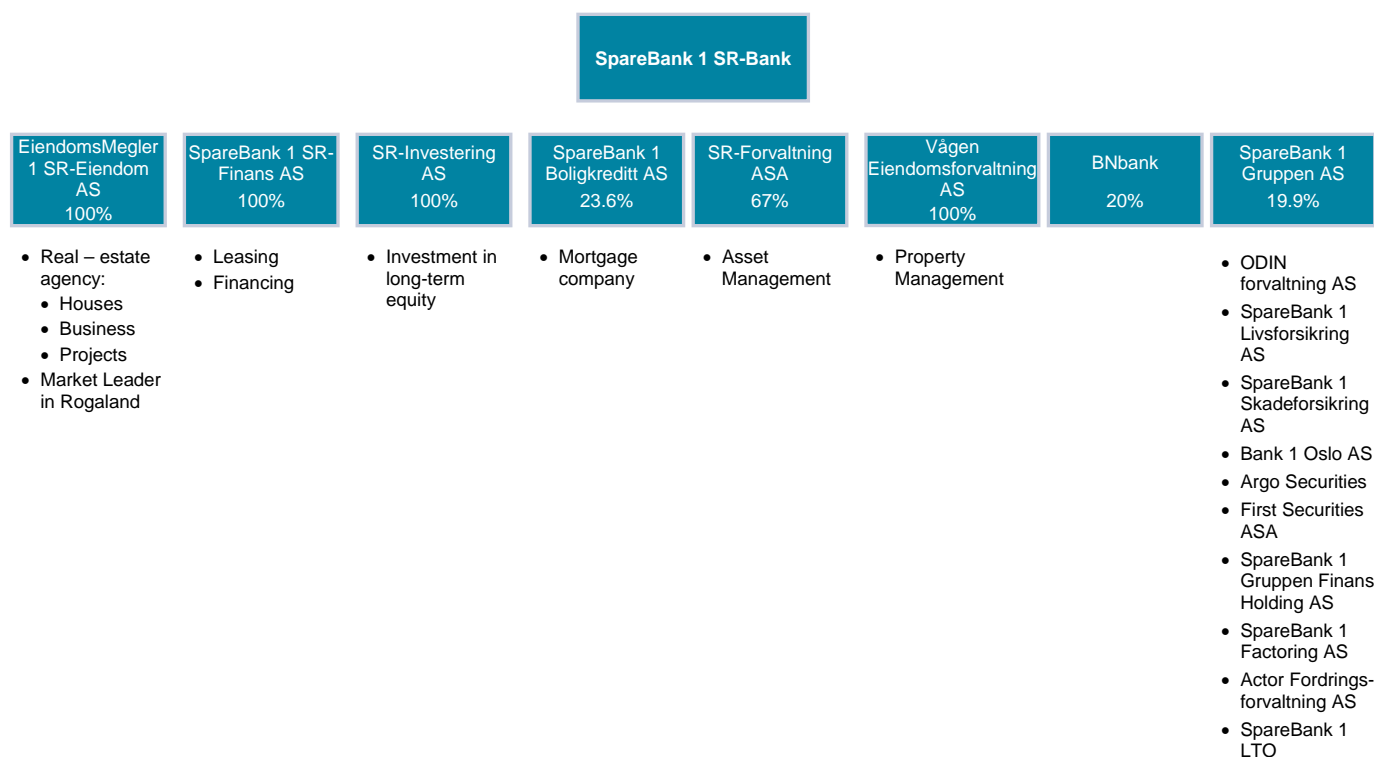 SpareBank 1 SR-Bank
EiendomsMegler
1 SR-Eiendom
AS
100%
SpareBank 1 SR-
Finans AS
100%
SR-Investering
AS
100%
SpareBank 1
Boligkreditt AS
23.6%
SR-Forvaltning
ASA
67%
Vågen
Eiendomsforvaltning
AS
100%
BNbank
20%
SpareBank 1
Gruppen AS
19.9%
• Real – estate
agency:
• Houses
• Business
• Projects
• Market Leader
in Rogaland
• Leasing
• Financing
• Investment in
long-term
equity
• Mortgage
company
• Asset
Management
• Property
Management
• ODIN
forvaltning AS
• SpareBank 1
Livsforsikring
AS
• SpareBank 1
Skadeforsikring
AS
• Bank 1 Oslo AS
• Argo Securities
• First Securities
ASA
• SpareBank 1
Gruppen Finans
Holding AS
• SpareBank 1
Factoring AS
• Actor Fordrings-
forvaltning AS
• SpareBank 1
LTO